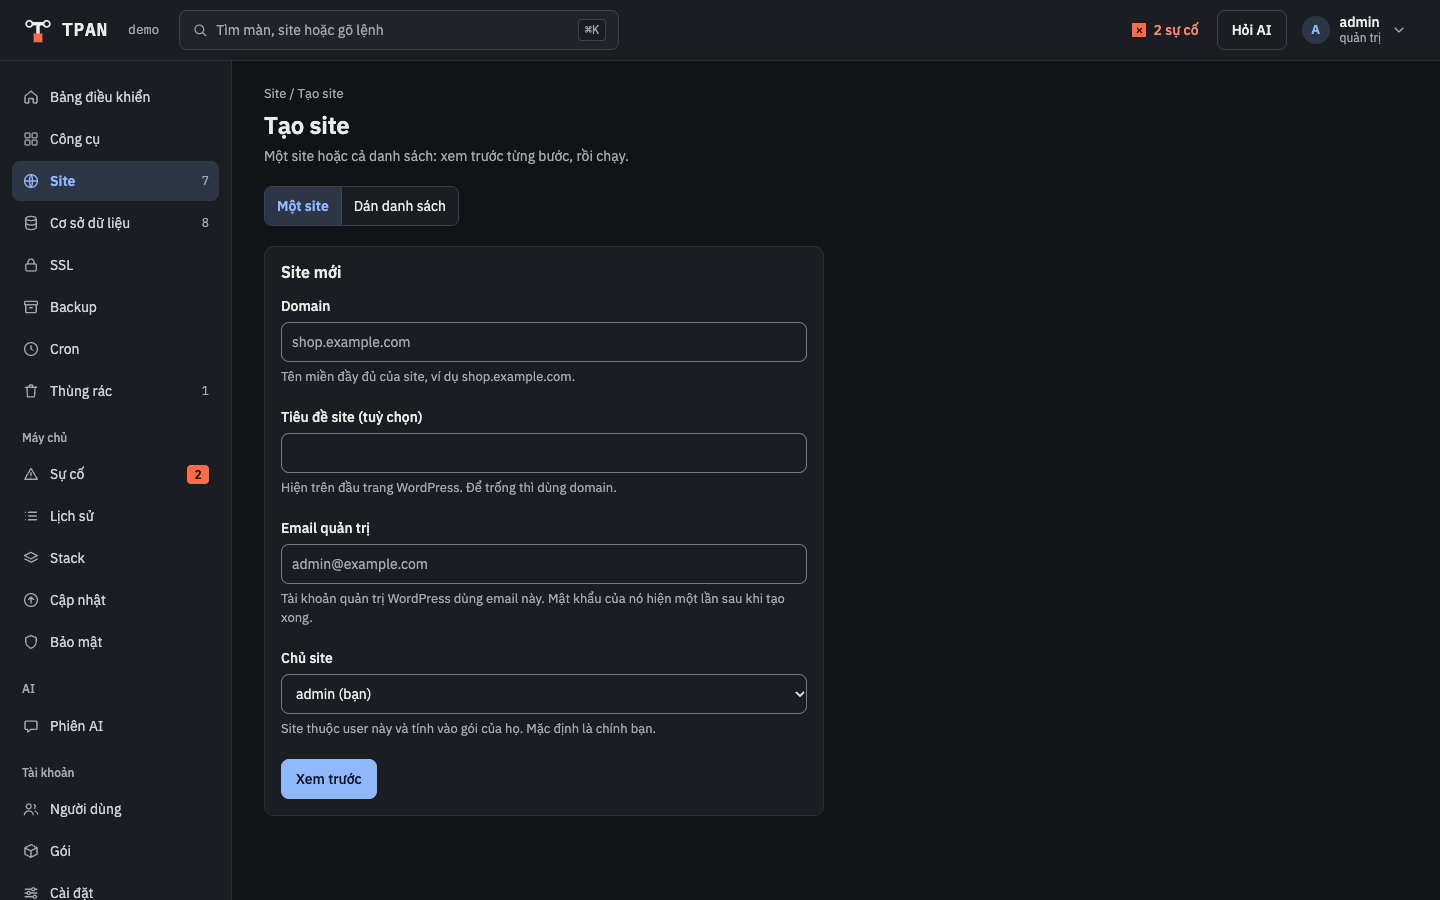 TPAN
demo
Tìm màn, site hoặc gõ lệnh
⌘K
2 sự cố
Hỏi AI
A
admin
quản trị
Bảng điều khiển
Công cụ
Site
7
Cơ sở dữ liệu
8
SSL
Backup
Cron
Thùng rác
1
Máy chủ
Sự cố
2
Lịch sử
Stack
Cập nhật
Bảo mật
AI
Phiên AI
Tài khoản
Người dùng
Gói
Cài đặt
Site / Tạo site
Tạo site
Một site hoặc cả danh sách: xem trước từng bước, rồi chạy.
Một site
Dán danh sách
Site mới
Domain
shop.example.com
Tên miền đầy đủ của site, ví dụ shop.example.com.
Tiêu đề site (tuỳ chọn)
Hiện trên đầu trang WordPress. Để trống thì dùng domain.
Email quản trị
admin@example.com
Tài khoản quản trị WordPress dùng email này. Mật khẩu của nó hiện một lần sau khi tạo
xong.
Chủ site
admin (bạn)
Site thuộc user này và tính vào gói của họ. Mặc định là chính bạn.
Xem trước